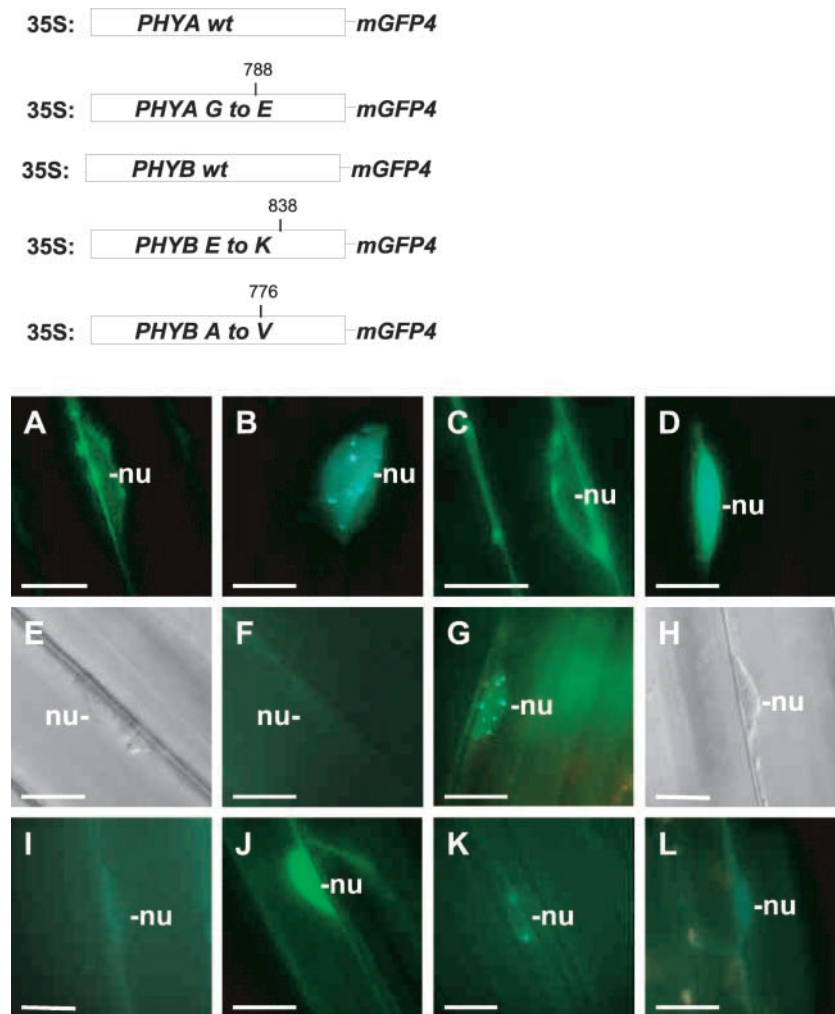 35S: PHYA wt mGFP4
788
35S: PHYA G to E mGFP4
35S: PHYB wt mGFP4
838
35S: PHYB E to K mGFP4
776
35S: PHYB A to V mGFP4
A B C D
-nu -nu -nu -nu
E F G H
nu- nu- -nu -nu
I J K L
-nu -nu -nu -nu